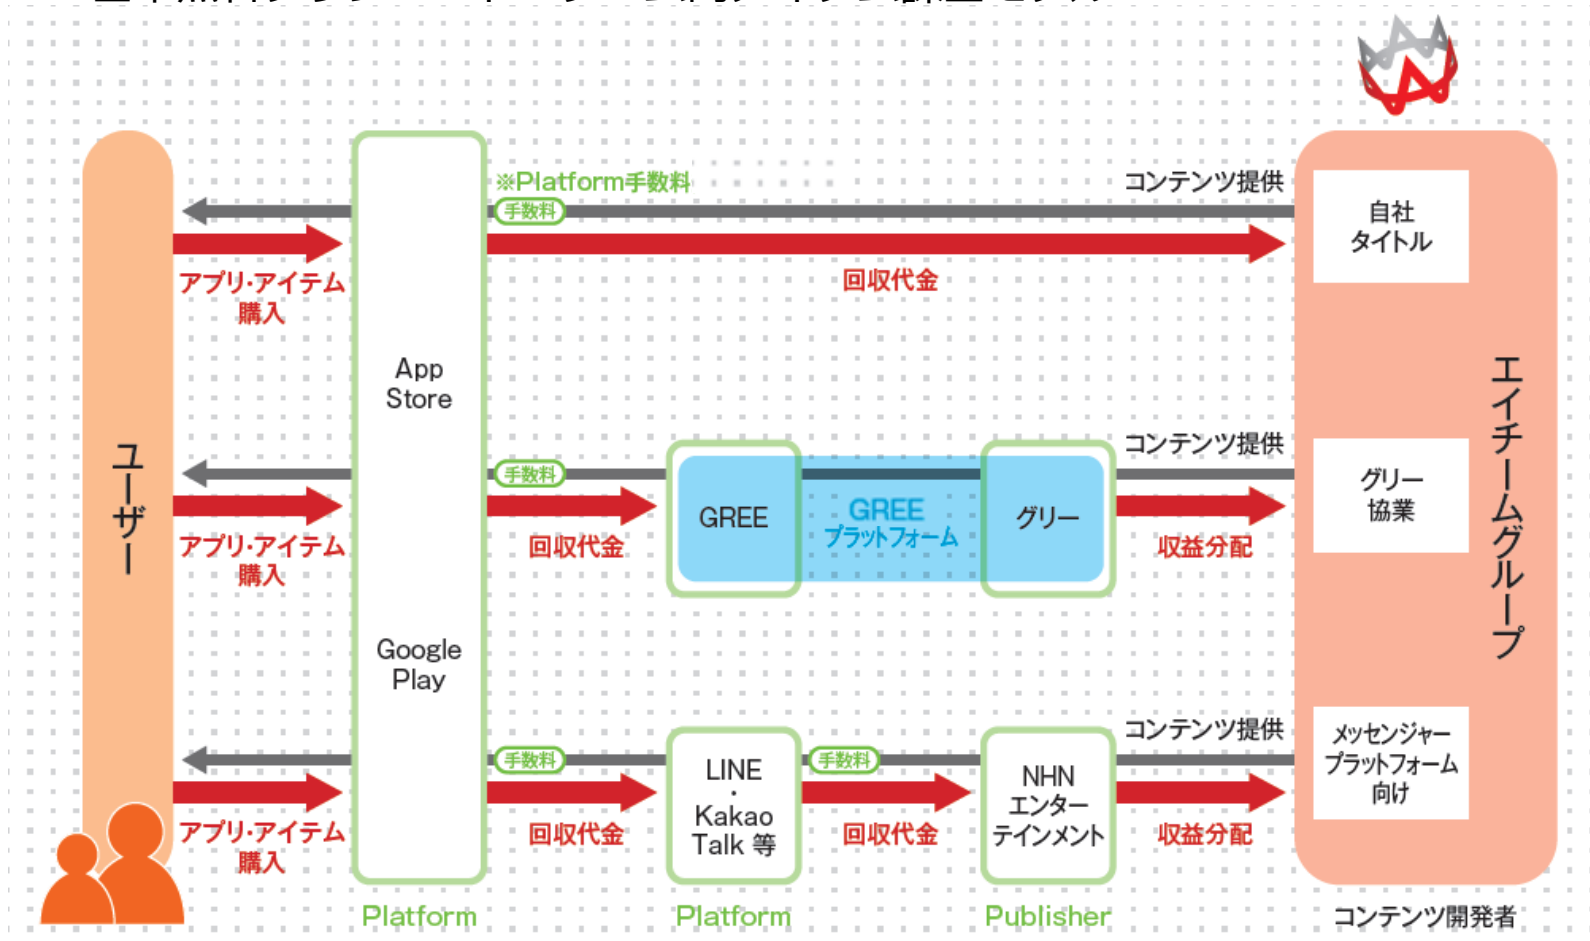 ※Platform手数料
コンテンツ提供
手数料
自社
タイトル
アプリ・アイテム
購入
回収代金
App
Store
ユーザー
エイチームグループ
コンテンツ提供
手数料
GREE
GREE
プラットフォーム
グリー
グリー
協業
アプリ・アイテム
購入
回収代金
収益分配
Google
Play
コンテンツ提供
手数料
手数料
LINE
・
Kakao
Talk 等
NHN
エンター
テインメント
メッセンジャー
プラットフォーム
向け
アプリ・アイテム
購入
回収代金
回収代金
収益分配
Platform
Platform
Publisher
コンテンツ開発者